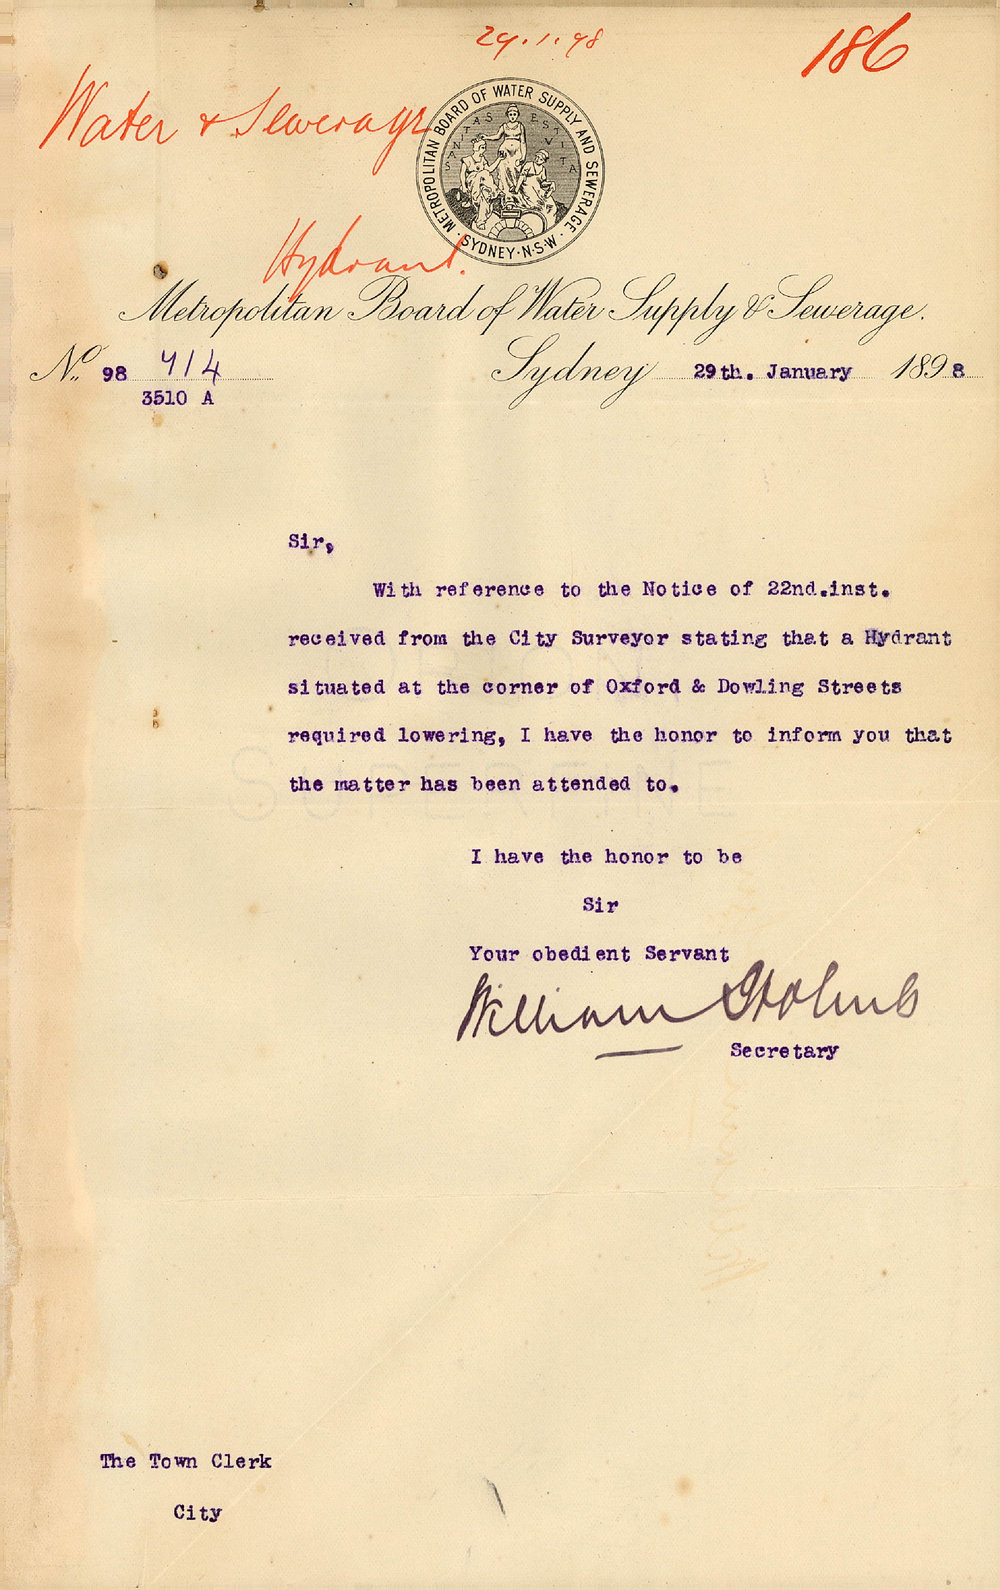 29.1.98
186
Water & Sewerage
METROPOLITAN BOARD OF WATER SUPPLY AND SEWERAGE
SANITAS EST VITA
· SYDNEY · N·S·W ·
Hydrant.
Metropolitan Board of Water Supply & Sewerage.
No. 98 714 Sydney 29th. January 1898
3510 A
Sir,
With reference to the Notice of 22nd.inst.
received from the City Surveyor stating that a Hydrant
situated at the corner of Oxford & Dowling Streets
required lowering, I have the honor to inform you that
the matter has been attended to.
I have the honor to be
Sir
Your obedient Servant
William Holmes
Secretary
The Town Clerk
City